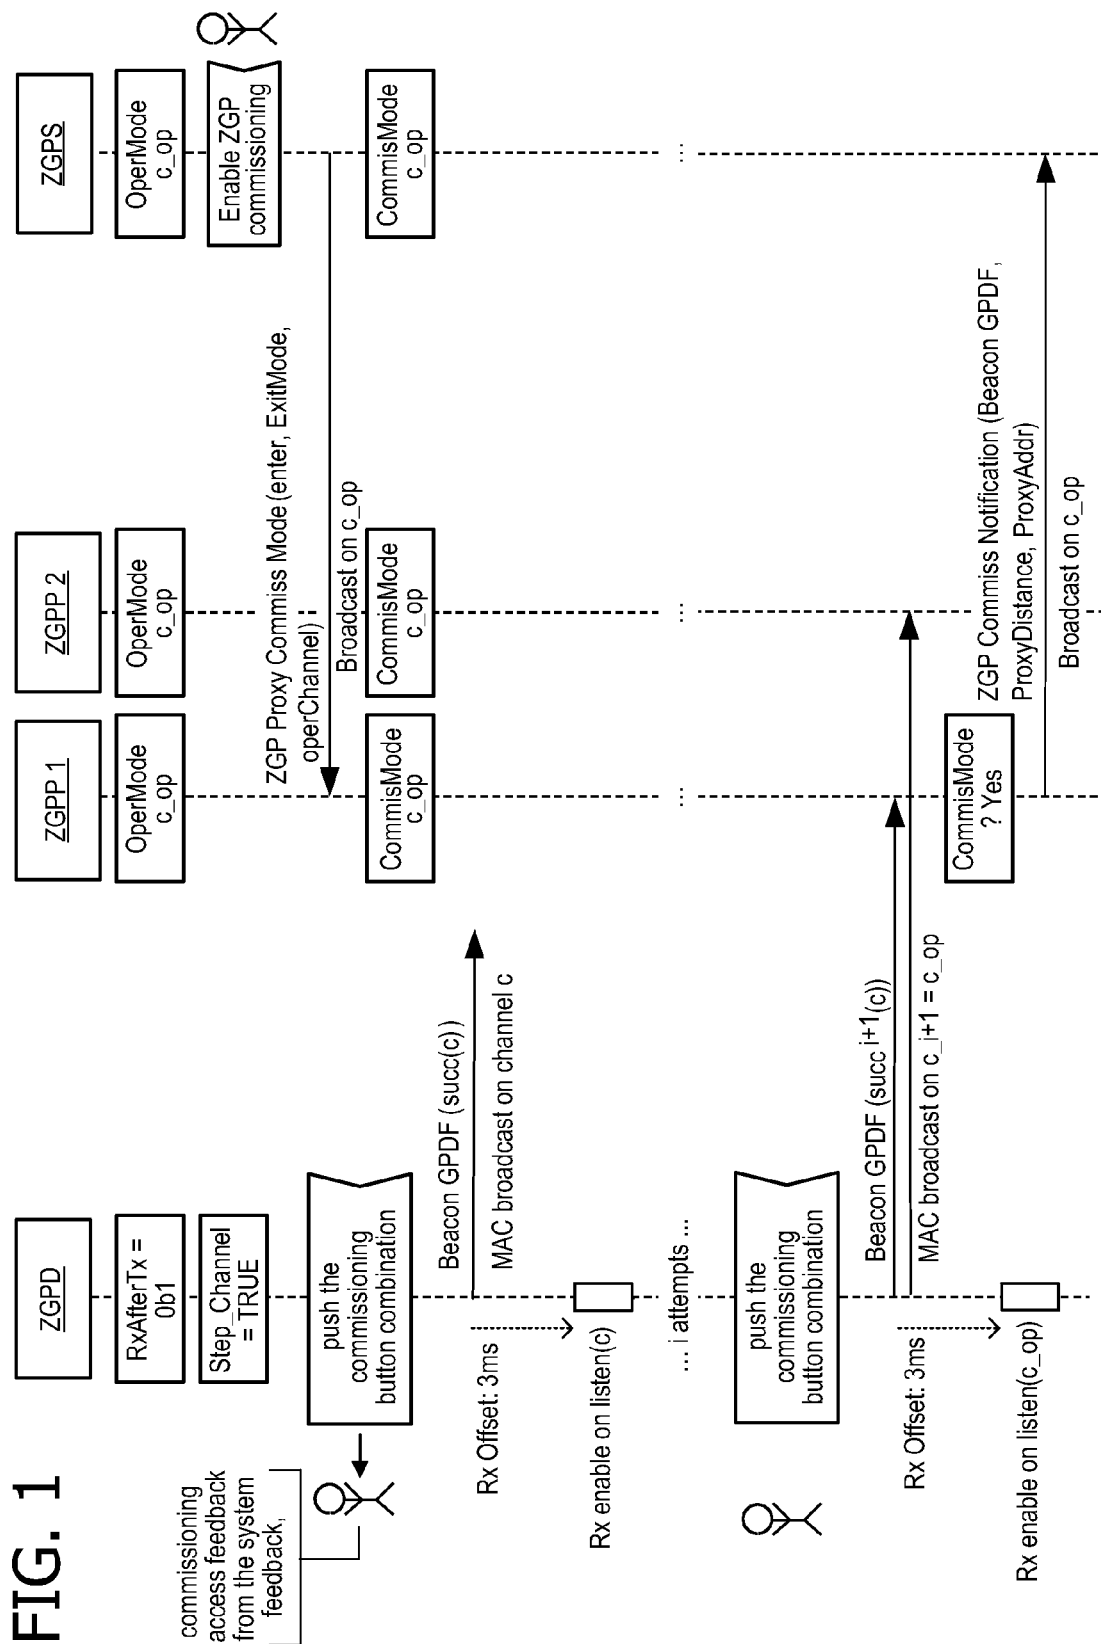 FIG. 1
ZGPD
ZGPP 1
ZGPP 2
ZGPS
RxAfterTx =
0b1
OperMode
c_op
OperMode
c_op
OperMode
c_op
Step_Channel
= TRUE
Enable ZGP
commissioning
commissioning
access feedback
from the system
feedback,
push the
commissioning
button combination
ZGP Proxy Commiss Mode (enter, ExitMode,
operChannel)
Broadcast on c_op
CommisMode
c_op
CommisMode
c_op
CommisMode
c_op
Beacon GPDF (succ(c))
MAC broadcast on channel c
Rx Offset: 3ms
Rx enable on listen(c)
... i attempts ...
...
...
...
push the
commissioning
button combination
Beacon GPDF (succ i+1(c))
MAC broadcast on c_i+1 = c_op
Rx Offset: 3ms
CommisMode
? Yes
ZGP Commiss Notification (Beacon GPDF,
ProxyDistance, ProxyAddr)
Broadcast on c_op
Rx enable on listen(c_op)